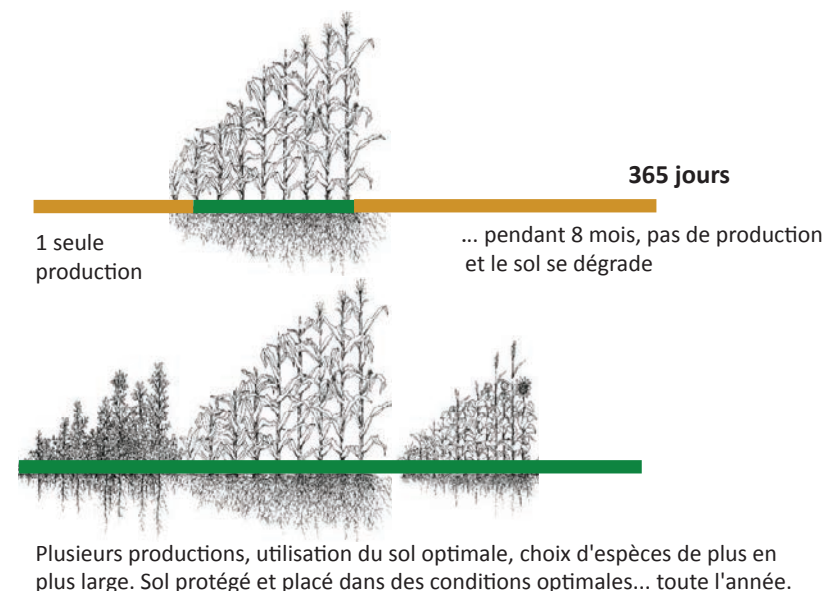 365 jours
1 seule
production
... pendant 8 mois, pas de production
et le sol se dégrade
Plusieurs productions, utilisation du sol optimale, choix d'espèces de plus en
plus large. Sol protégé et placé dans des conditions optimales... toute l'année.